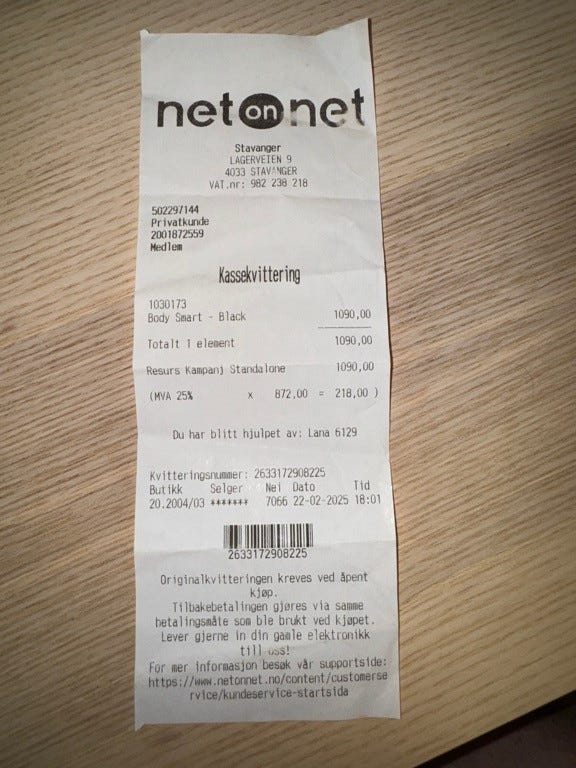 netonnet
Stavanger
LAGERVEIEN 9
4033 STAVANGER
VAT.nr: 982 238 218
502297144
Privatkunde
2001872559
Medlem
Kassekvittering
1030173
Body Smart - Black 1090,00
Totalt 1 element 1090,00
Resurs Kampanj Standalone 1090,00
(MVA 25% x 872,00 = 218,00 )
Du har blitt hjulpet av: Lana 6129
Kvitteringsnummer: 2633172908225
Butikk Selger Nei Dato Tid
20.2004/03 ******* 7066 22-02-2025 18:01
2633172908225
Originalkvitteringen kreves ved åpent
kjøp.
Tilbakebetalingen gjøres via samme
betalingsmåte som ble brukt ved kjøpet.
Lever gjerne in din gamle elektronikk
till oss!
For mer informasjon besøk vår supportside:
https://www.netonnet.no/content/customerse
rvice/kundeservice-startsida